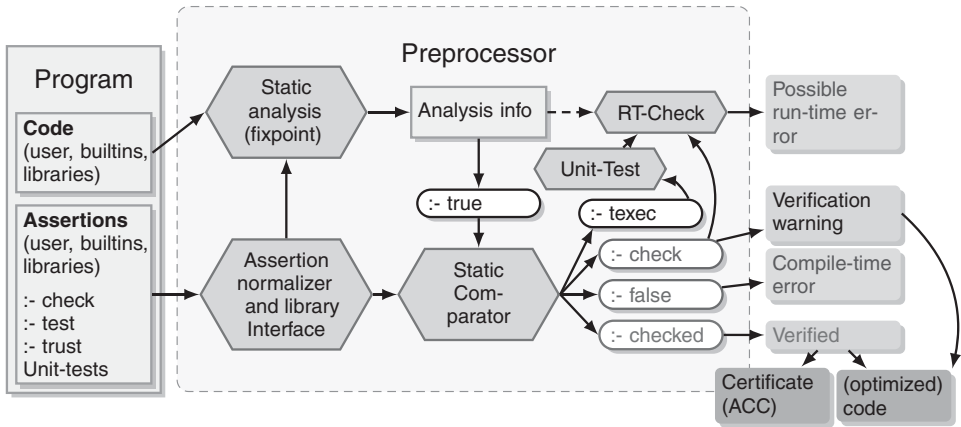 Preprocessor
Program
Code
(user, builtins,
libraries)
Assertions
(user, builtins,
libraries)
:- check
:- test
:- trust
Unit-tests
Static
analysis
(fixpoint)
Assertion
normalizer
and library
Interface
Analysis info
:- true
Static
Com-
parator
RT-Check
Unit-Test
:- texec
:- check
:- false
:- checked
Possible
run-time er-
ror
Verification
warning
Compile-time
error
Verified
Certificate
(ACC)
(optimized)
code